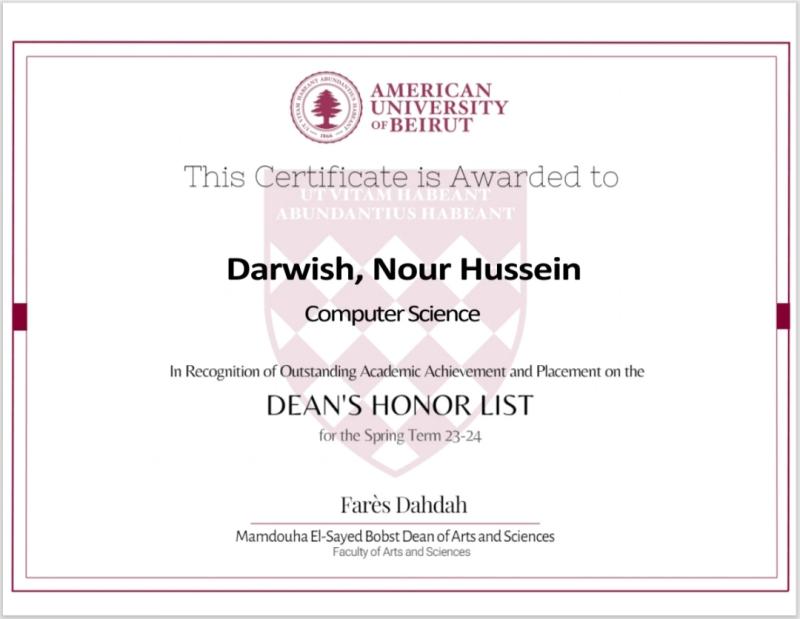 UT VITAM HABEANT ABUNDANTIUS HABEANT
1866
AMERICAN
UNIVERSITY
OF BEIRUT
This Certificate is Awarded to
UT VITAM HABEANT
ABUNDANTIUS HABEANT
Darwish, Nour Hussein
Computer Science
In Recognition of Outstanding Academic Achievement and Placement on the
DEAN'S HONOR LIST
for the Spring Term 23-24
Farès Dahdah
Mamdouha El-Sayed Bobst Dean of Arts and Sciences
Faculty of Arts and Sciences